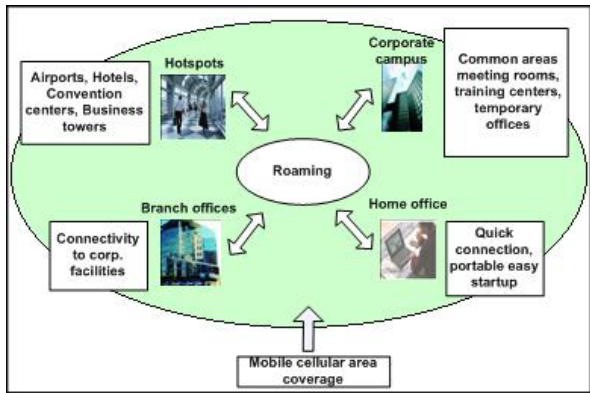 Airports, Hotels,
Convention
centers, Business
towers
Hotspots
Corporate
campus
Common areas
meeting rooms,
training centers,
temporary
offices
Roaming
Branch offices
Home office
Connectivity
to corp.
facilities
Quick
connection,
portable easy
startup
Mobile cellular area
coverage